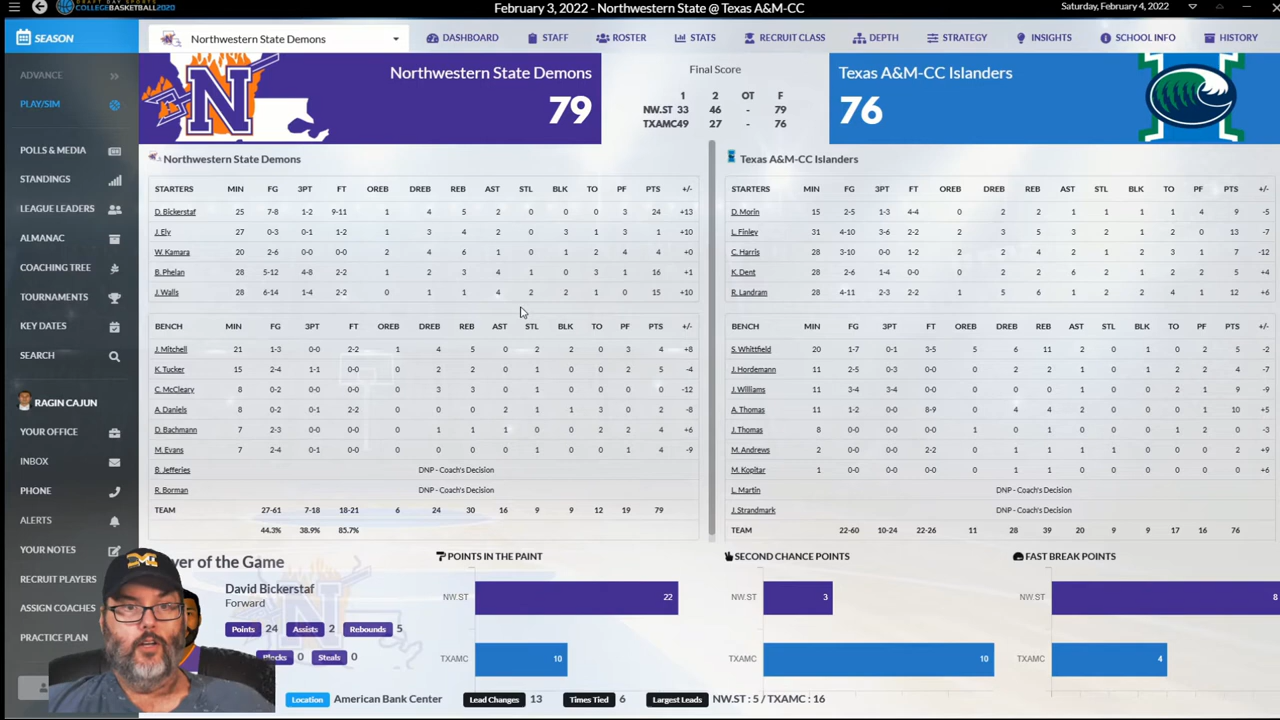 DRAFT DAY SPORTS
COLLEGE BASKETBALL 2020
February 3, 2022 - Northwestern State @ Texas A&M-CC
Saturday, February 4, 2022
SEASON
Northwestern State Demons
DASHBOARD STAFF ROSTER STATS RECRUIT CLASS DEPTH STRATEGY INSIGHTS SCHOOL INFO HISTORY
ADVANCE
PLAY/SIM
POLLS & MEDIA
STANDINGS
LEAGUE LEADERS
ALMANAC
COACHING TREE
TOURNAMENTS
KEY DATES
SEARCH
RAGIN CAJUN
YOUR OFFICE
INBOX
PHONE
ALERTS
YOUR NOTES
RECRUIT PLAYERS
ASSIGN COACHES
PRACTICE PLAN
Northwestern State Demons
79
N
Final Score
1 2 OT F
NW.ST 33 46 - 79
TXAMC49 27 - 76
Texas A&M-CC Islanders
76
Northwestern State Demons
STARTERS MIN FG 3PT FT OREB DREB REB AST STL BLK TO PF PTS +/-
D. Bickerstaf 25 7-8 1-2 9-11 1 4 5 2 0 0 0 3 24 +13
J. Ely 27 0-3 0-1 1-2 1 3 4 2 0 3 1 3 1 +10
W. Kamara 20 2-6 0-0 0-0 2 4 6 1 0 1 2 4 4 +0
B. Phelan 28 5-12 4-8 2-2 1 2 3 4 1 0 3 1 16 +1
J. Walls 28 6-14 1-4 2-2 0 1 1 4 2 2 1 0 15 +10
BENCH MIN FG 3PT FT OREB DREB REB AST STL BLK TO PF PTS +/-
J. Mitchell 21 1-3 0-0 2-2 1 4 5 0 2 2 0 3 4 +8
K. Tucker 15 2-4 1-1 0-0 0 2 2 0 1 0 0 2 5 -4
C. McCleary 8 0-2 0-0 0-0 0 3 3 0 1 0 0 0 0 -12
A. Daniels 8 0-2 0-1 2-2 0 0 0 2 1 1 3 0 2 -8
D. Bachmann 7 2-3 0-0 0-0 0 1 1 1 0 0 2 2 4 +6
M. Evans 7 2-4 0-1 0-0 0 0 0 0 1 0 0 1 4 -9
B. Jefferies DNP - Coach's Decision
R. Borman DNP - Coach's Decision
TEAM 27-61 7-18 18-21 6 24 30 16 9 9 12 19 79
44.3% 38.9% 85.7%
Texas A&M-CC Islanders
STARTERS MIN FG 3PT FT OREB DREB REB AST STL BLK TO PF PTS +/-
D. Morin 15 2-5 1-3 4-4 0 2 2 1 1 1 1 4 9 -5
L. Finley 31 4-10 3-6 2-2 2 3 5 3 2 1 2 0 13 -7
C. Harris 28 3-10 0-0 1-2 2 2 4 2 1 2 3 1 7 -12
K. Dent 28 2-6 1-4 0-0 0 2 2 6 2 1 2 2 5 +4
R. Landram 28 4-11 2-3 2-2 1 5 6 1 2 2 4 1 12 +6
BENCH MIN FG 3PT FT OREB DREB REB AST STL BLK TO PF PTS +/-
S. Whittfield 20 1-7 0-1 3-5 5 6 11 2 0 1 0 2 5 -2
J. Hordemann 11 2-5 0-3 0-0 0 2 2 1 0 1 2 2 4 -7
J. Williams 11 3-4 3-4 0-0 0 1 1 1 0 0 1 1 9 -9
A. Thomas 11 1-2 0-0 8-9 0 4 4 0 0 0 0 1 10 +5
J. Thomas 8 0-0 0-0 0-0 1 0 1 2 0 0 1 2 0 -3
M. Andrews 2 0-0 0-0 0-0 0 1 1 1 1 0 0 0 0 +9
M. Kopitar 1 0-0 0-0 0-0 0 1 1 0 0 0 1 0 0 +6
L. Martin DNP - Coach's Decision
J. Strandmark DNP - Coach's Decision
TEAM 22-60 10-24 22-26 11 28 39 20 9 9 17 16 76
yer of the Game
David Bickerstaf
Forward
Points 24 Assists 2 Rebounds 5
Blocks 0 Steals 0
POINTS IN THE PAINT
NW.ST 22
TXAMC 10
SECOND CHANCE POINTS
NW.ST 3
TXAMC 10
FAST BREAK POINTS
NW.ST 8
TXAMC 4
Location American Bank Center Lead Changes 13 Times Tied 6 Largest Leads NW.ST : 5 / TXAMC : 16